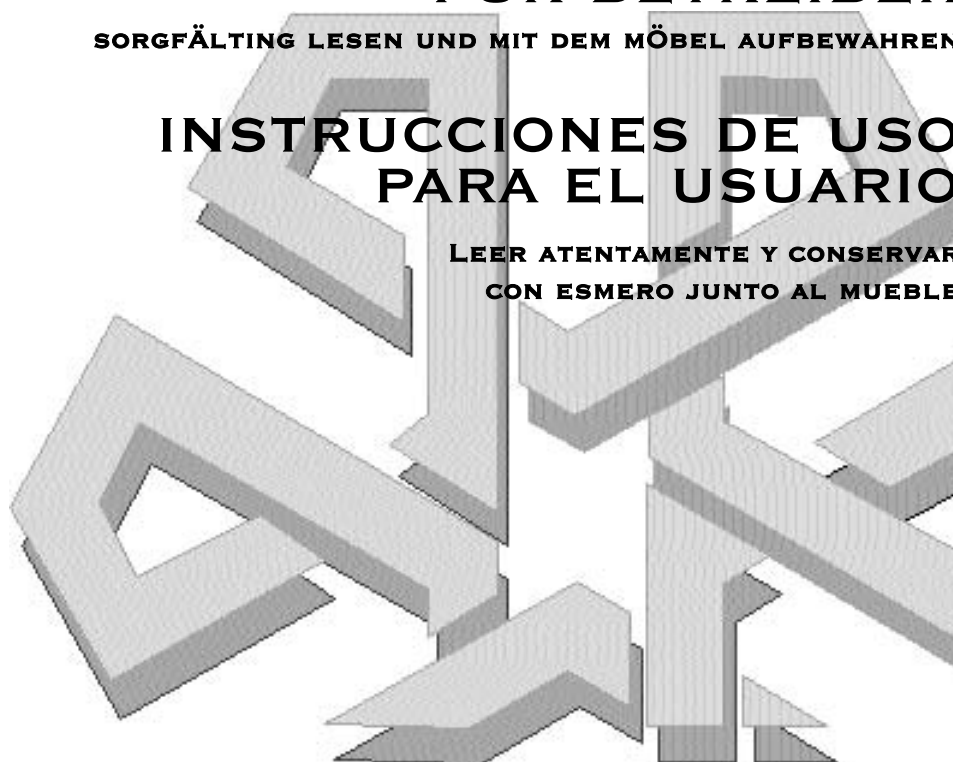 SORGFÄLTING LESEN UND MIT DEM MÖBEL AUFBEWAHREN
INSTRUCCIONES DE USO
PARA EL USUARIO
LEER ATENTAMENTE Y CONSERVAR
CON ESMERO JUNTO AL MUEBLE